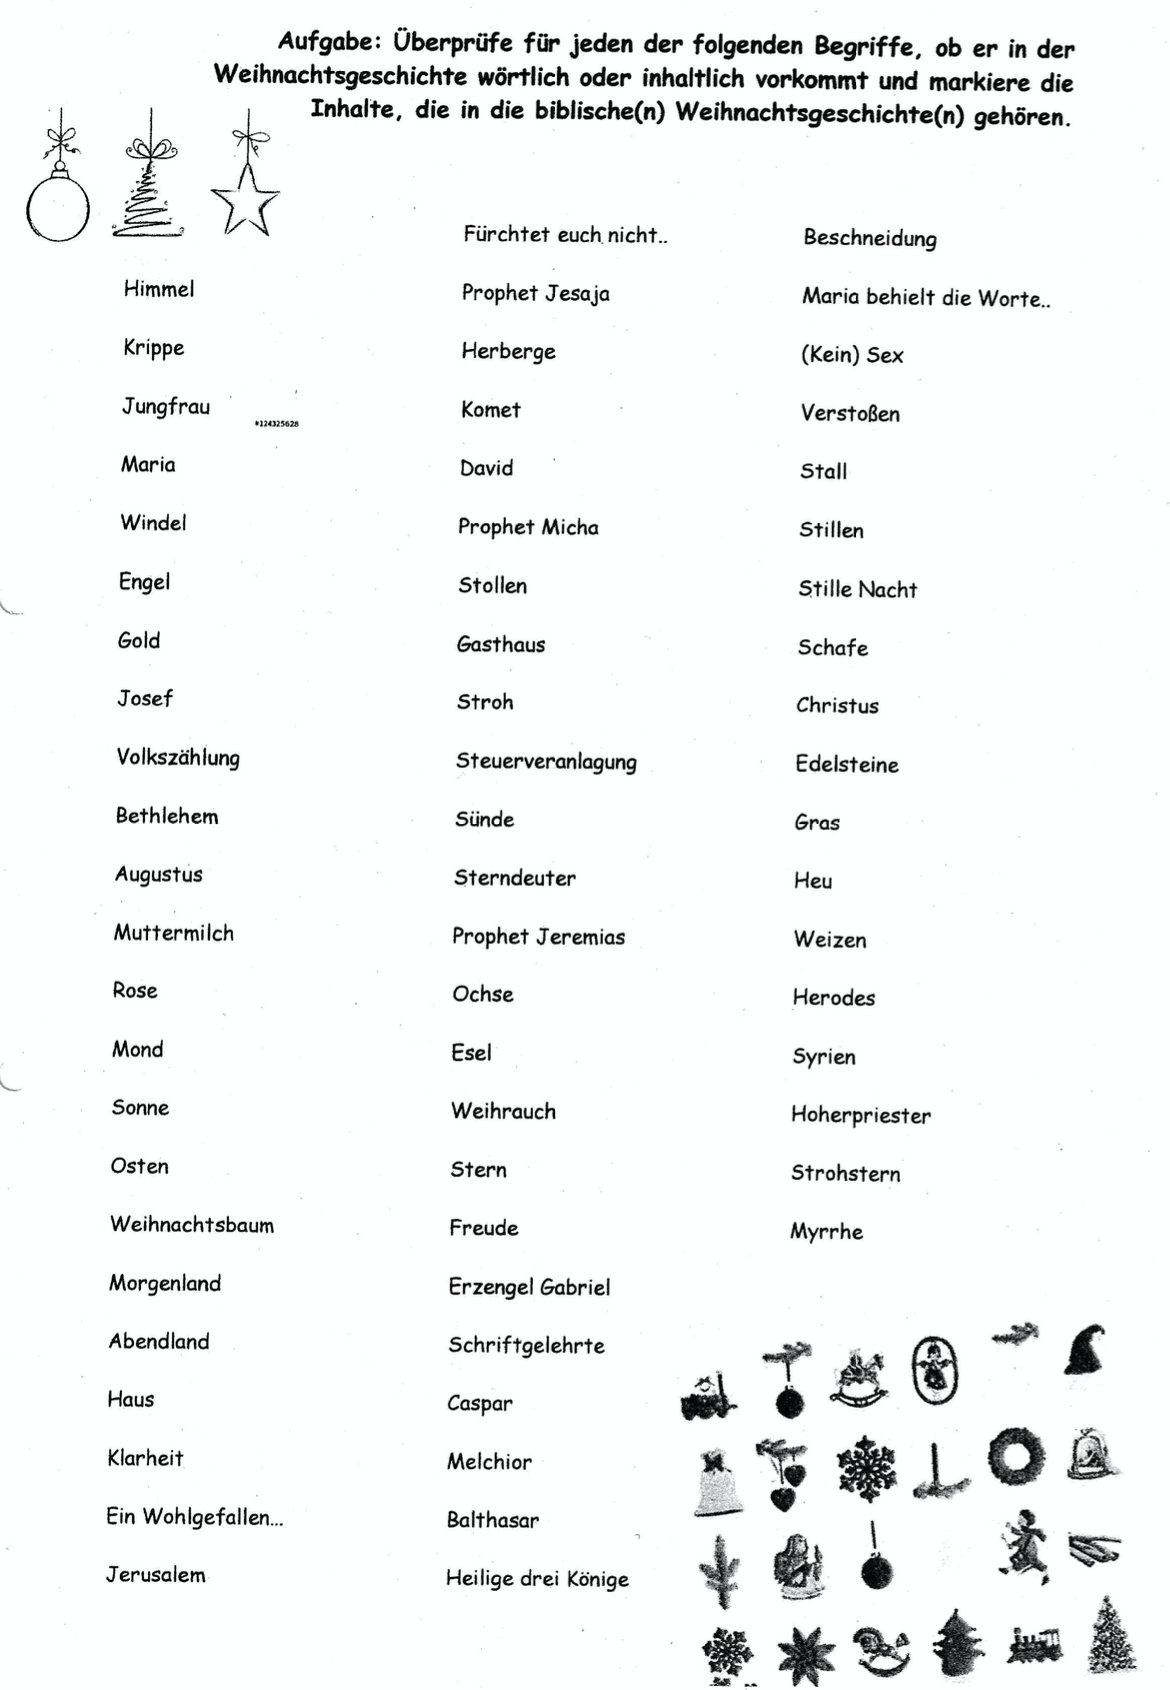 Aufgabe: Überprüfe für jeden der folgenden Begriffe, ob er in der
Weihnachtsgeschichte wörtlich oder inhaltlich vorkommt und markiere die
Inhalte, die in die biblische(n) Weihnachtsgeschichte(n) gehören.
Himmel
Krippe
Jungfrau
#124325628
Maria
Windel
Engel
Gold
Josef
Volkszählung
Bethlehem
Augustus
Muttermilch
Rose
Mond
Sonne
Osten
Weihnachtsbaum
Morgenland
Abendland
Haus
Klarheit
Ein Wohlgefallen...
Jerusalem
Fürchtet euch nicht..
Prophet Jesaja
Herberge
Komet
David
Prophet Micha
Stollen
Gasthaus
Stroh
Steuerveranlagung
Sünde
Sterndeuter
Prophet Jeremias
Ochse
Esel
Weihrauch
Stern
Freude
Erzengel Gabriel
Schriftgelehrte
Caspar
Melchior
Balthasar
Heilige drei Könige
Beschneidung
Maria behielt die Worte..
(Kein) Sex
Verstoßen
Stall
Stillen
Stille Nacht
Schafe
Christus
Edelsteine
Gras
Heu
Weizen
Herodes
Syrien
Hoherpriester
Strohstern
Myrrhe